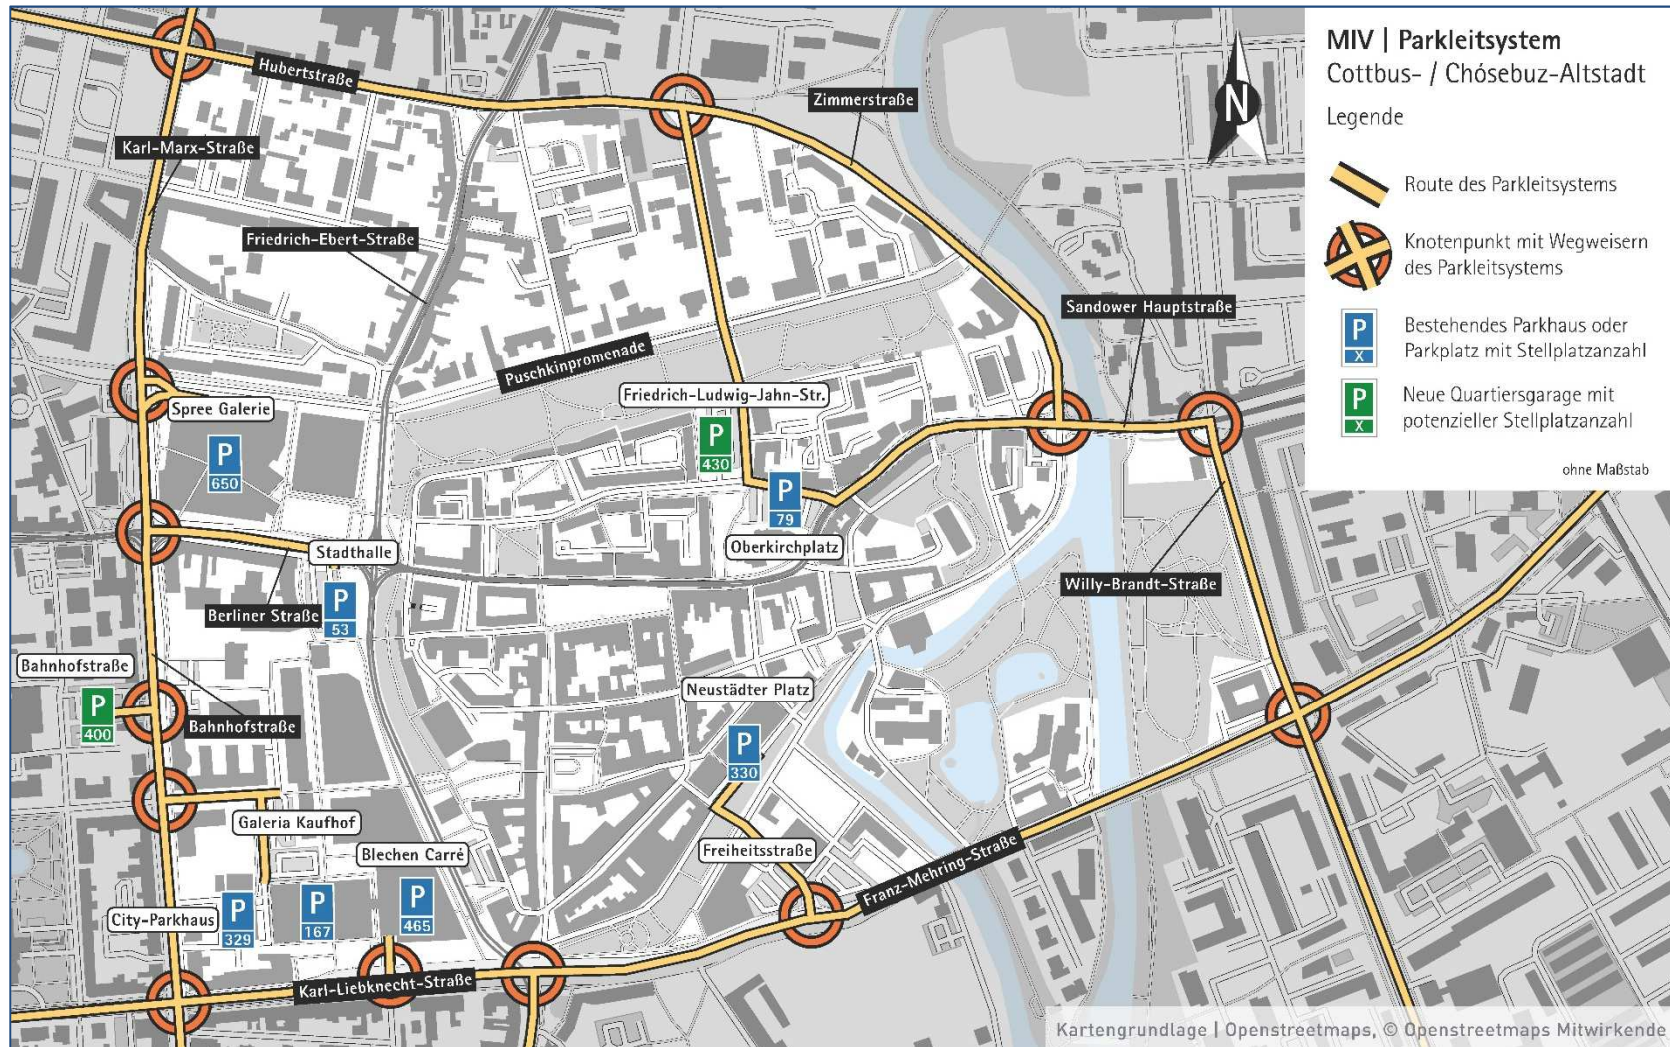 MIV | Parkleitsystem
Cottbus- / Chósebuz-Altstadt
Legende
Route des Parkleitsystems
Knotenpunkt mit Wegweisern
des Parkleitsystems
P
X
Bestehendes Parkhaus oder
Parkplatz mit Stellplatzanzahl
P
X
Neue Quartiersgarage mit
potenzieller Stellplatzanzahl
ohne Maßstab
N
Hubertstraße
Zimmerstraße
Karl-Marx-Straße
Friedrich-Ebert-Straße
Sandower Hauptstraße
Puschkinpromenade
Friedrich-Ludwig-Jahn-Str.
Spree Galerie
P
650
P
430
P
79
Oberkirchplatz
Stadthalle
Berliner Straße
P
53
Willy-Brandt-Straße
Bahnhofstraße
P
400
Bahnhofstraße
Neustädter Platz
P
330
Galeria Kaufhof
Blechen Carré
Freiheitsstraße
Franz-Mehring-Straße
City-Parkhaus
P
329
P
167
P
465
Karl-Liebknecht-Straße
Kartengrundlage | Openstreetmaps, © Openstreetmaps Mitwirkende